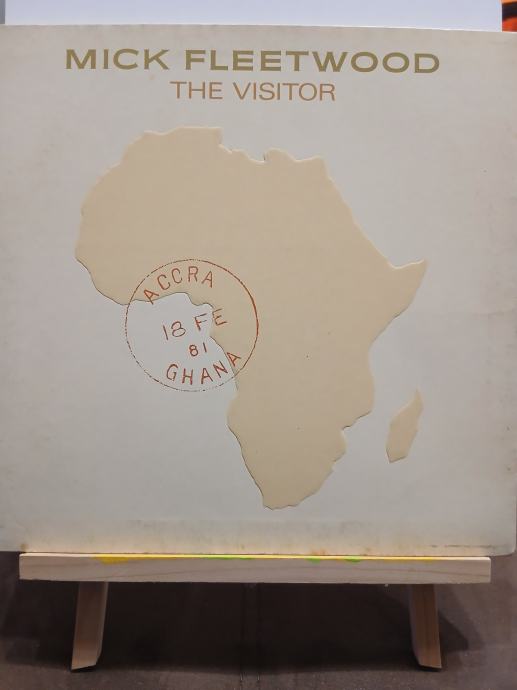 MICK FLEETWOOD
THE VISITOR
ACCRA
18 FE
81
GHANA